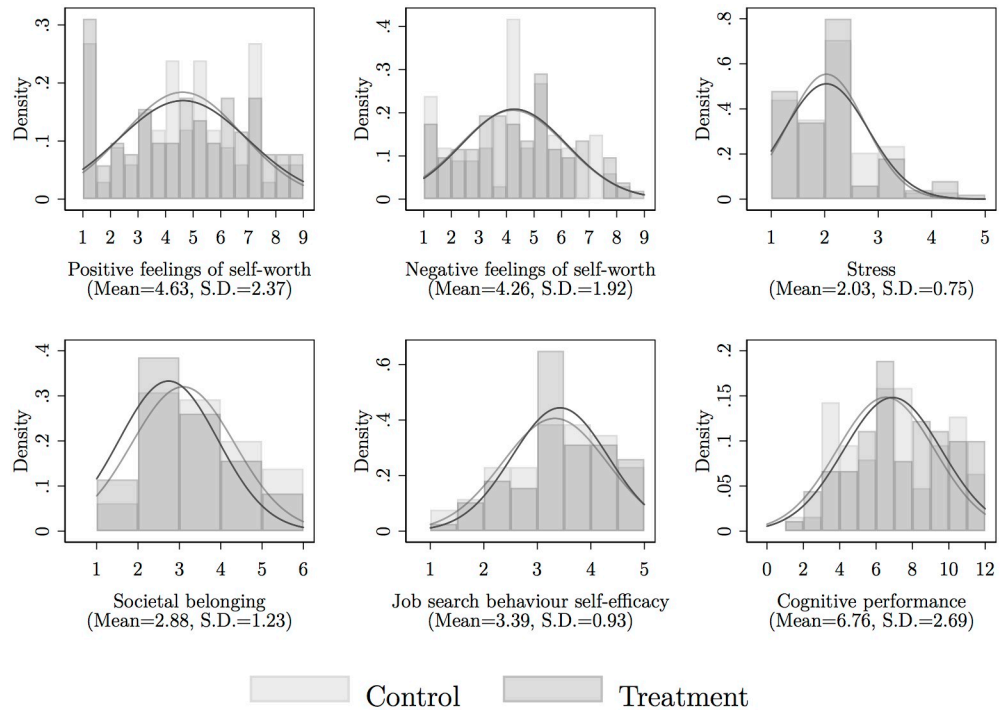 0 .1 .2 .3
Density
1 2 3 4 5 6 7 8 9
Positive feelings of self-worth
(Mean=4.63, S.D.=2.37)
0 .1 .2 .3 .4
Density
1 2 3 4 5 6 7 8 9
Negative feelings of self-worth
(Mean=4.26, S.D.=1.92)
0 .2 .4 .6 .8
Density
1 2 3 4 5
Stress
(Mean=2.03, S.D.=0.75)
0 .1 .2 .3 .4
Density
1 2 3 4 5 6
Societal belonging
(Mean=2.88, S.D.=1.23)
0 .2 .4 .6
Density
1 2 3 4 5
Job search behaviour self-efficacy
(Mean=3.39, S.D.=0.93)
0 .05 .1 .15 .2
Density
0 2 4 6 8 10 12
Cognitive performance
(Mean=6.76, S.D.=2.69)
Control
Treatment